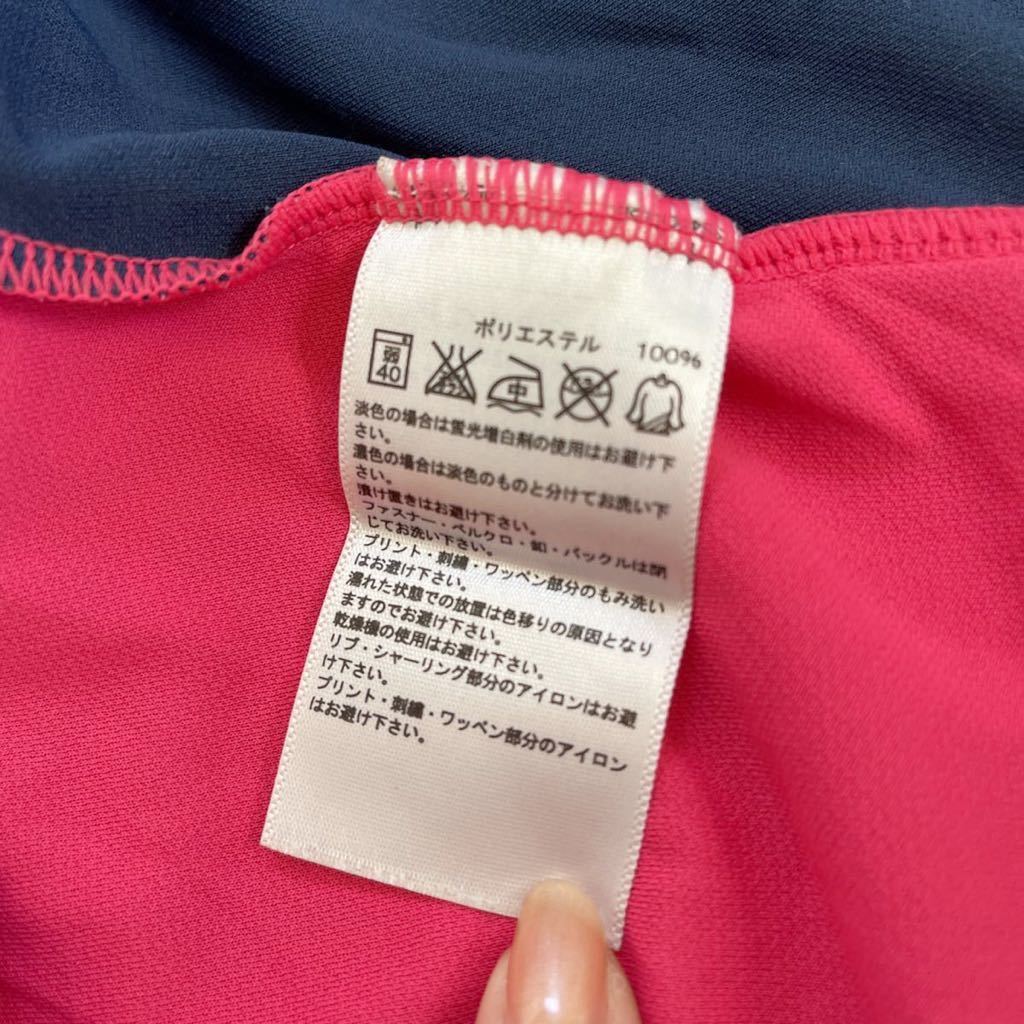 ポリエステル 100%
弱 中
40
淡色の場合は蛍光増白剤の使用はお避け下
さい。
濃色の場合は淡色のものと分けてお洗い下
さい。
漬け置きはお避け下さい。
ファスナー・ベルクロ・釦・バックルは閉
じてお洗い下さい。
プリント・刺繍・ワッペン部分のもみ洗い
はお避け下さい。
濡れた状態での放置は色移りの原因となり
ますのでお避け下さい。
乾燥機の使用はお避け下さい。
リブ・シャーリング部分のアイロンはお避
け下さい。
プリント・刺繍・ワッペン部分のアイロン
はお避け下さい。